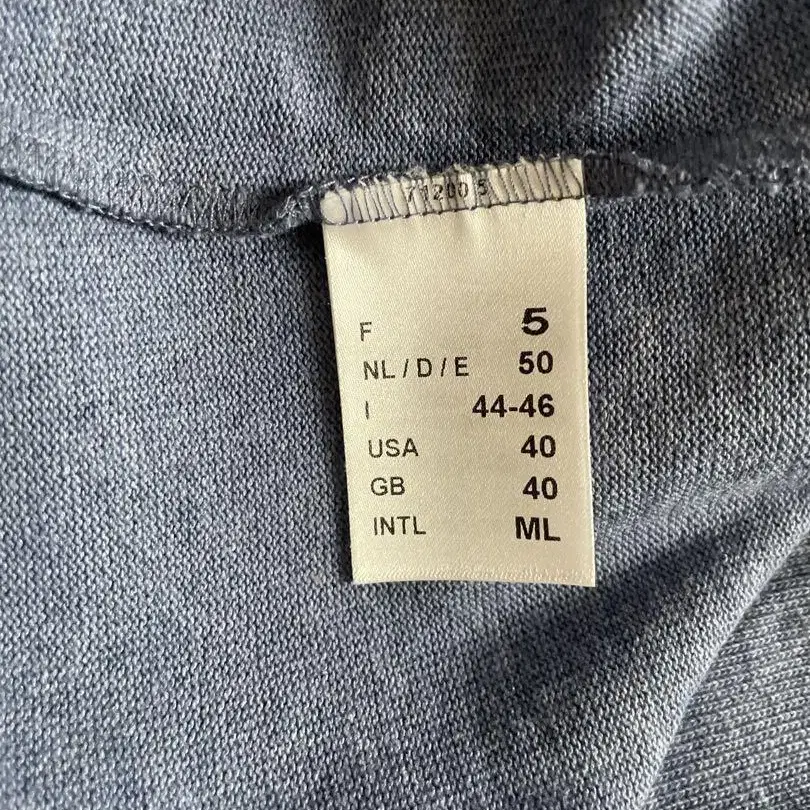 F 5
NL / D / E 50
I 44-46
USA 40
GB 40
INTL ML